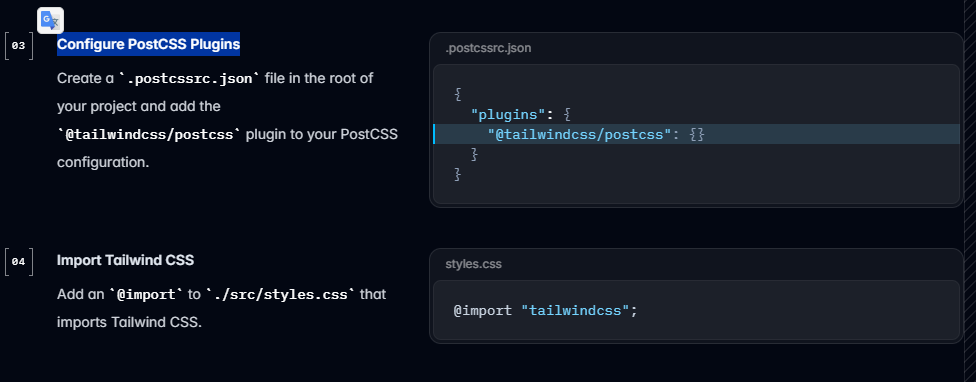 03
Configure PostCSS Plugins
Create a `.postcssrc.json` file in the root of
your project and add the
`@tailwindcss/postcss` plugin to your PostCSS
configuration.
.postcssrc.json
{
  "plugins": {
    "@tailwindcss/postcss": {}
  }
}
04
Import Tailwind CSS
Add an `@import` to `./src/styles.css` that
imports Tailwind CSS.
styles.css
@import "tailwindcss";